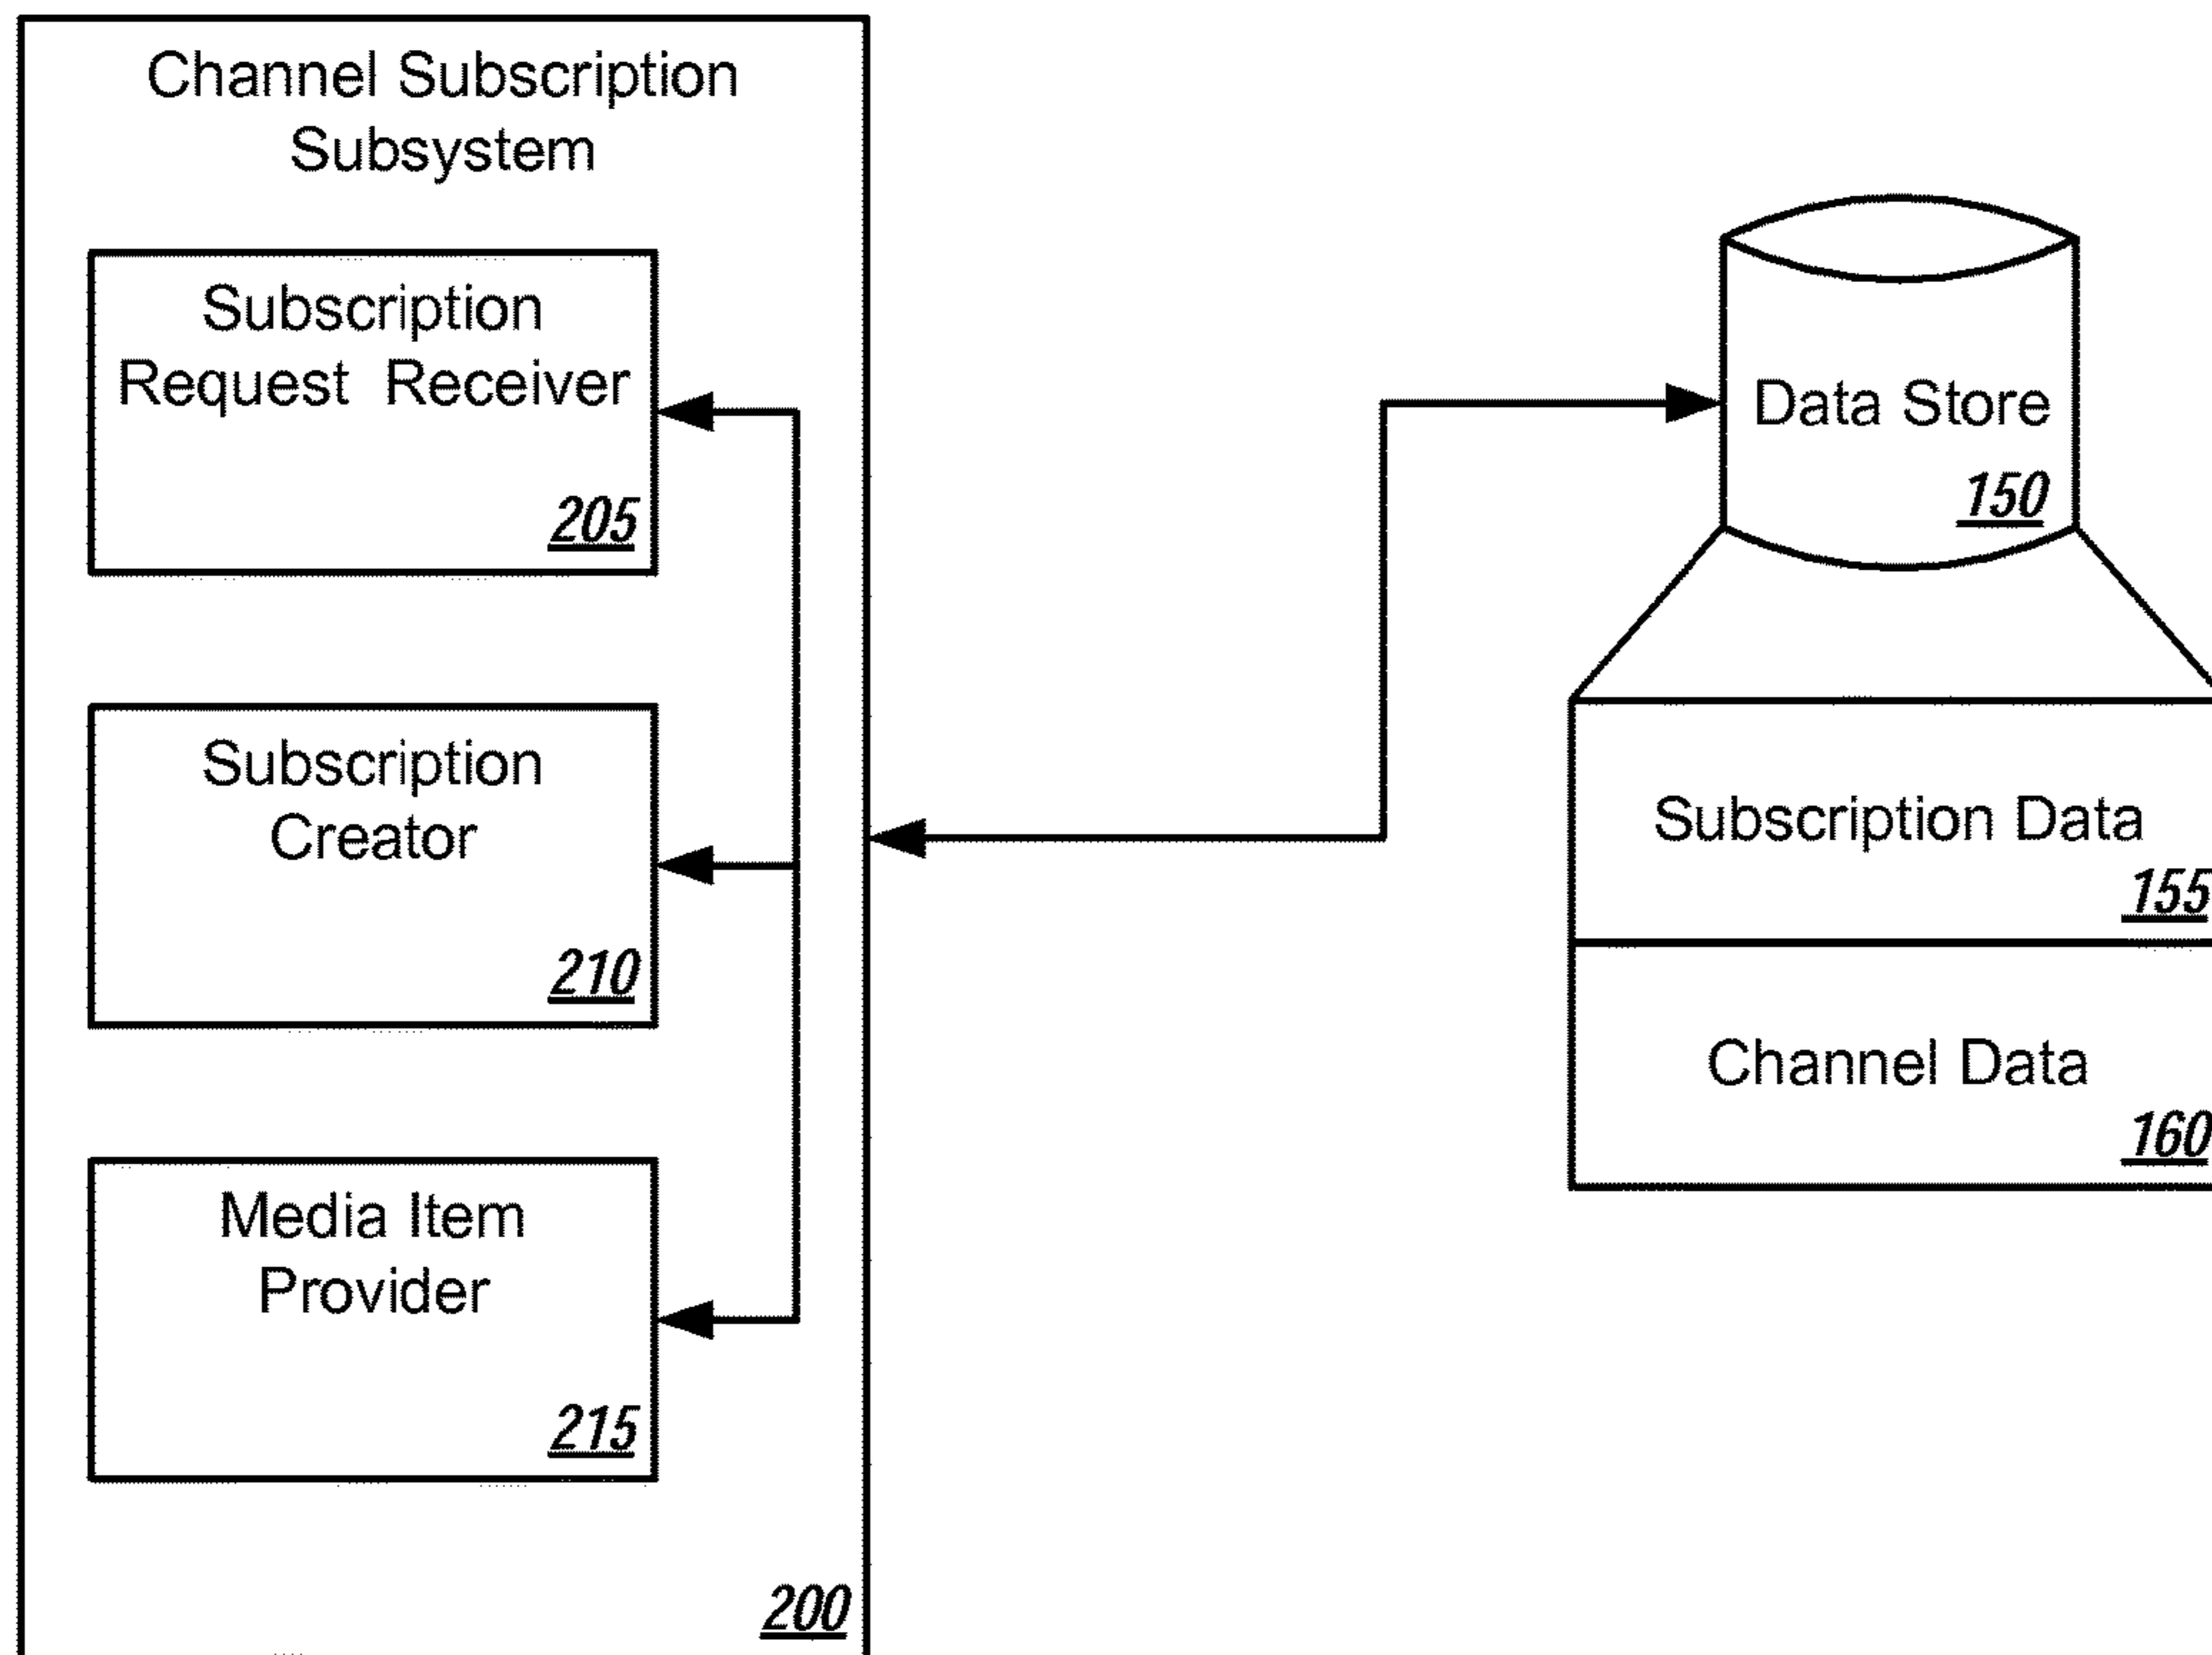 Channel Subscription
Subsystem
Subscription
Request Receiver
205
Subscription
Creator
210
Media Item
Provider
215
200
Data Store
150
Subscription Data
155
Channel Data
160